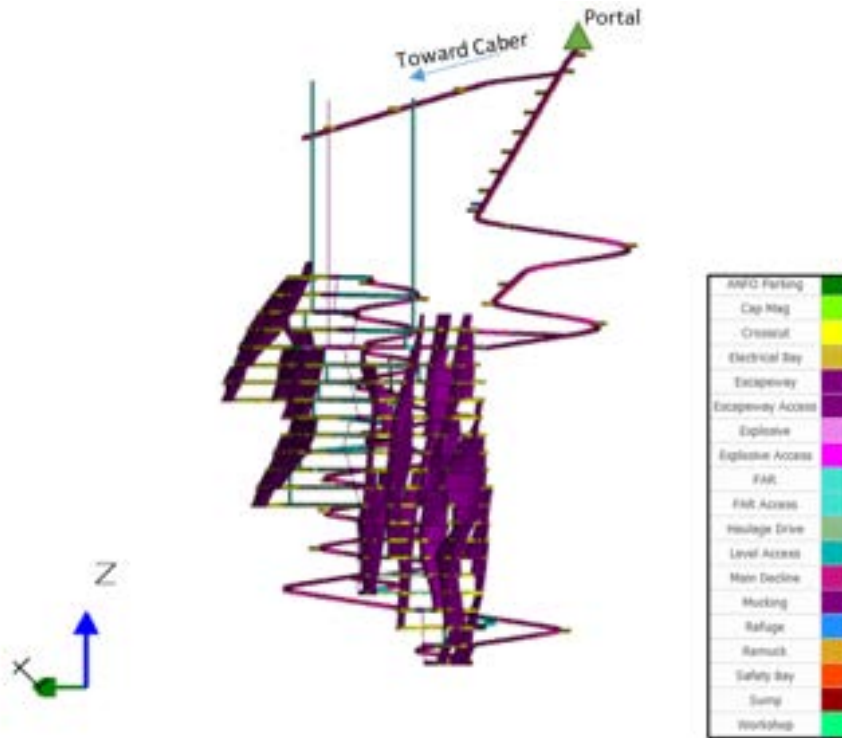 Portal
Toward Caber
ANFO Parking
Cap Mag
Crosscut
Electrical Bay
Escapeway
Escapeway Access
Explosive
Explosive Access
FAR
FAR Access
Haulage Drive
Level Access
Main Decline
Mucking
Refuge
Remuck
Safety Bay
Sump
Workshop
Z
X